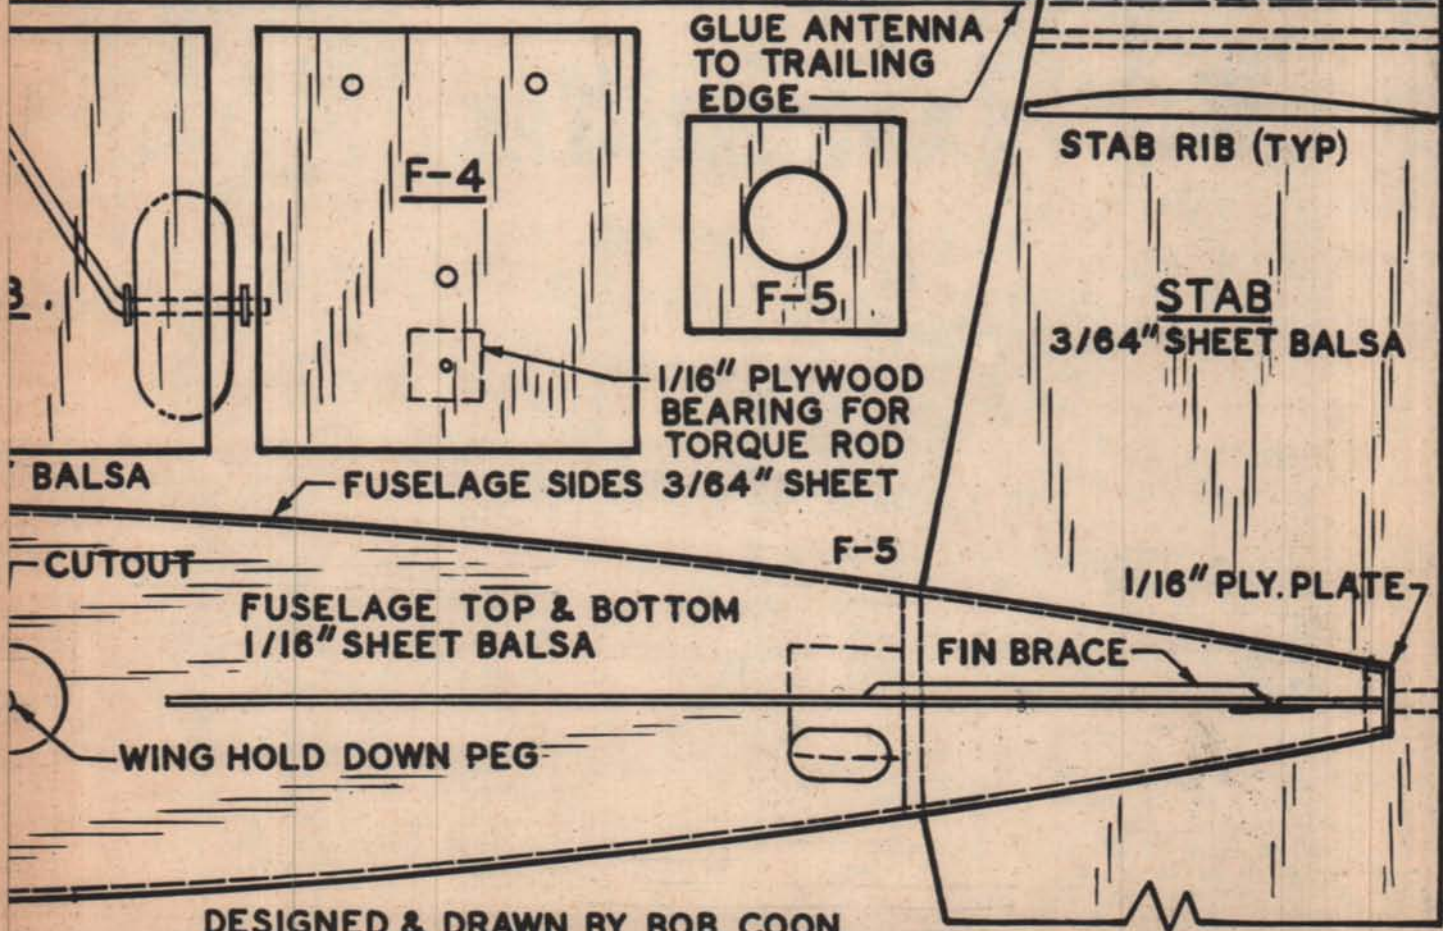 GLUE ANTENNA
TO TRAILING
EDGE
STAB RIB (TYP)
F-4
F-5
STAB
3/64" SHEET BALSA
1/16" PLYWOOD
BEARING FOR
TORQUE ROD
BALSA
FUSELAGE SIDES 3/64" SHEET
F-5
CUTOUT
1/16" PLY. PLATE
FUSELAGE TOP & BOTTOM
1/16" SHEET BALSA
FIN BRACE
WING HOLD DOWN PEG
DESIGNED & DRAWN BY BOB COON